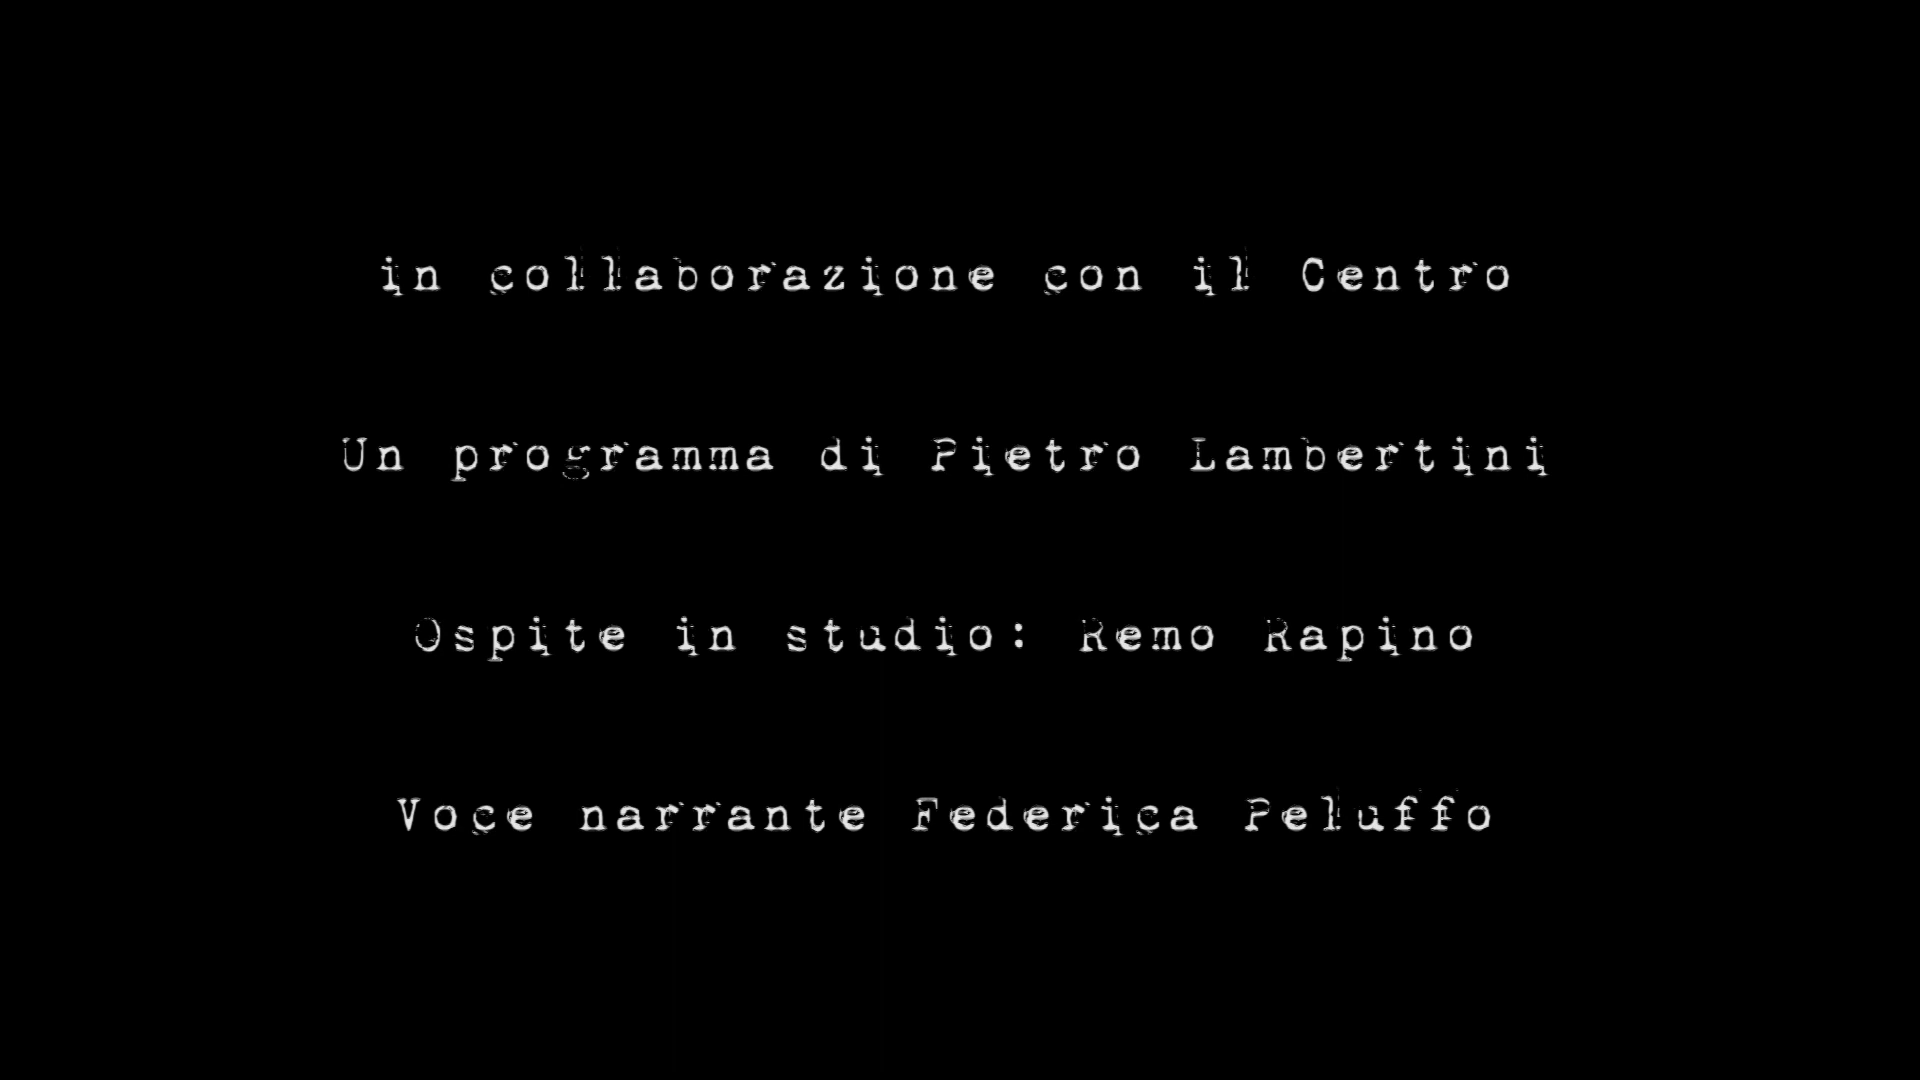 in collaborazione con il Centro
Un programma di Pietro Lambertini
Ospite in studio: Remo Rapino
Voce narrante Federica Peluffo